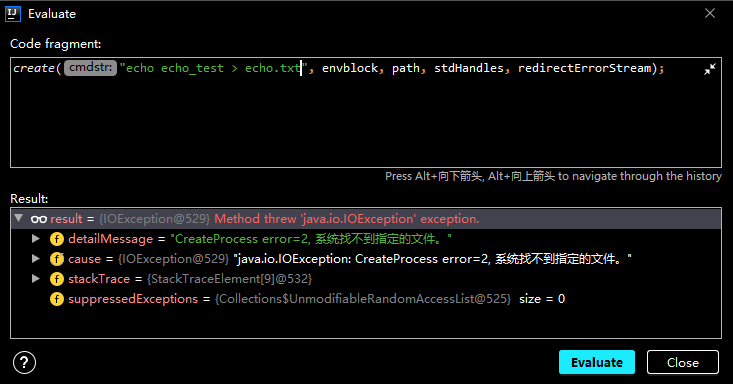 IJ Evaluate
Code fragment:
create( cmdstr: "echo echo_test > echo.txt", envblock, path, stdHandles, redirectErrorStream);
Press Alt+向下箭头, Alt+向上箭头 to navigate through the history
Result:
result = {IOException@529} Method threw 'java.io.IOException' exception.
f detailMessage = "CreateProcess error=2, 系统找不到指定的文件。"
f cause = {IOException@529} "java.io.IOException: CreateProcess error=2, 系统找不到指定的文件。"
f stackTrace = {StackTraceElement[9]@532}
f suppressedExceptions = {Collections$UnmodifiableRandomAccessList@525} size = 0
? Evaluate Close